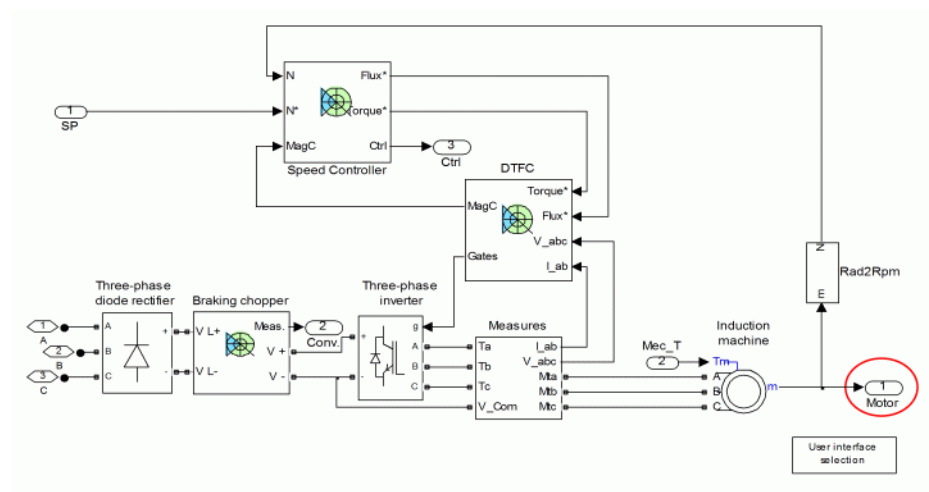 N
Flux*
1
SP
N*
Torque*
MagC
Ctrl
3
Ctrl
Speed Controller
DTFC
Torque*
MagC
Flux*
V_abc
Gates
I_ab
N
Rad2Rpm
E
Three-phase
diode rectifier
Braking chopper
Three-phase
inverter
Measures
Induction
machine
1
A
2
B
3
C
A
B
C
+
-
V L+
V L-
Meas.
V +
V -
2
Conv.
+
-
g
A
B
C
Ta
Tb
Tc
V_Com
I_ab
V_abc
Mta
Mtb
Mtc
Mec_T
2
Tm
A
B
C
m
1
Motor
User interface
selection